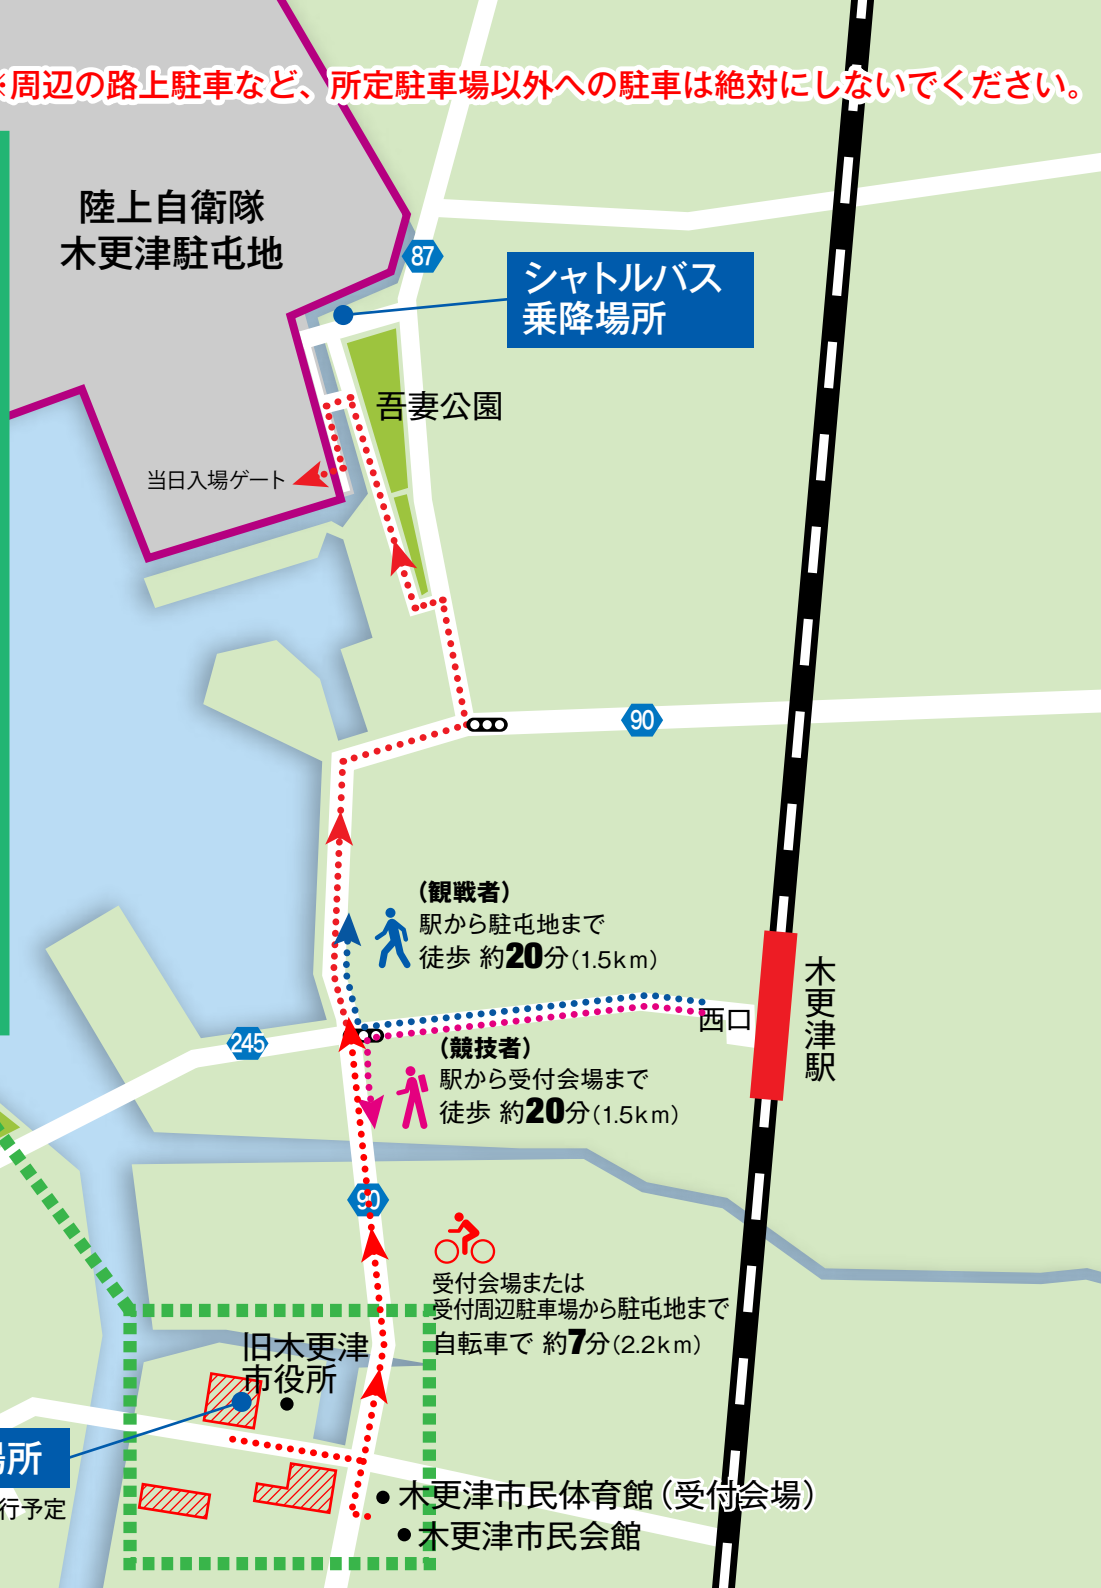 ※周辺の路上駐車など、所定駐車場以外への駐車は絶対にしないでください。
陸上自衛隊
木更津駐屯地
87
シャトルバス
乗降場所
吾妻公園
当日入場ゲート
90
(観戦者)
駅から駐屯地まで
徒歩 約20分(1.5km)
木更津駅
西口
245
(競技者)
駅から受付会場まで
徒歩 約20分(1.5km)
90
受付会場または
受付周辺駐車場から駐屯地まで
自転車で 約7分(2.2km)
旧木更津
市役所
場所
行予定
木更津市民体育館(受付会場)
木更津市民会館